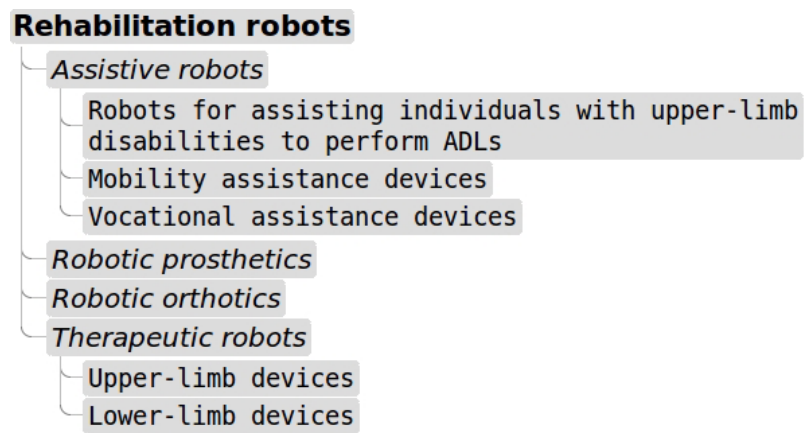 Rehabilitation robots
Assistive robots
Robots for assisting individuals with upper-limb
disabilities to perform ADLs
Mobility assistance devices
Vocational assistance devices
Robotic prosthetics
Robotic orthotics
Therapeutic robots
Upper-limb devices
Lower-limb devices